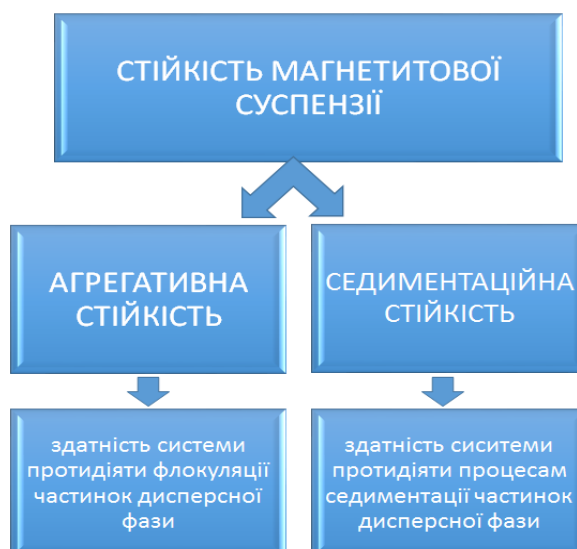 СТІЙКІСТЬ МАГНЕТИТОВОЇ
СУСПЕНЗІЇ
АГРЕГАТИВНА
СТІЙКІСТЬ
СЕДИМЕНТАЦІЙНА
СТІЙКІСТЬ
здатність системи
протидіяти флокуляції
частинок дисперсної
фази
здатність сиситеми
протидіяти процесам
седиментації частинок
дисперсної фази